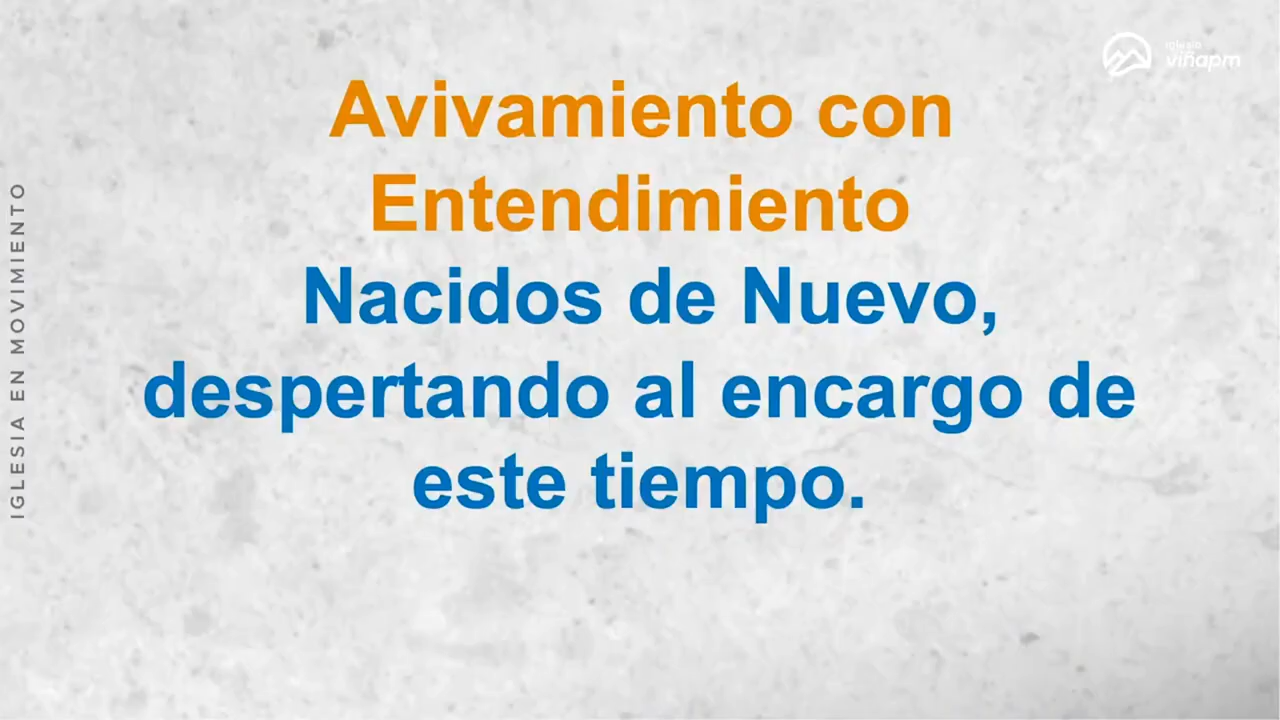 Iglesia
viñapm
Avivamiento con
Entendimiento
Nacidos de Nuevo,
despertando al encargo de
este tiempo.
IGLESIA EN MOVIMIENTO